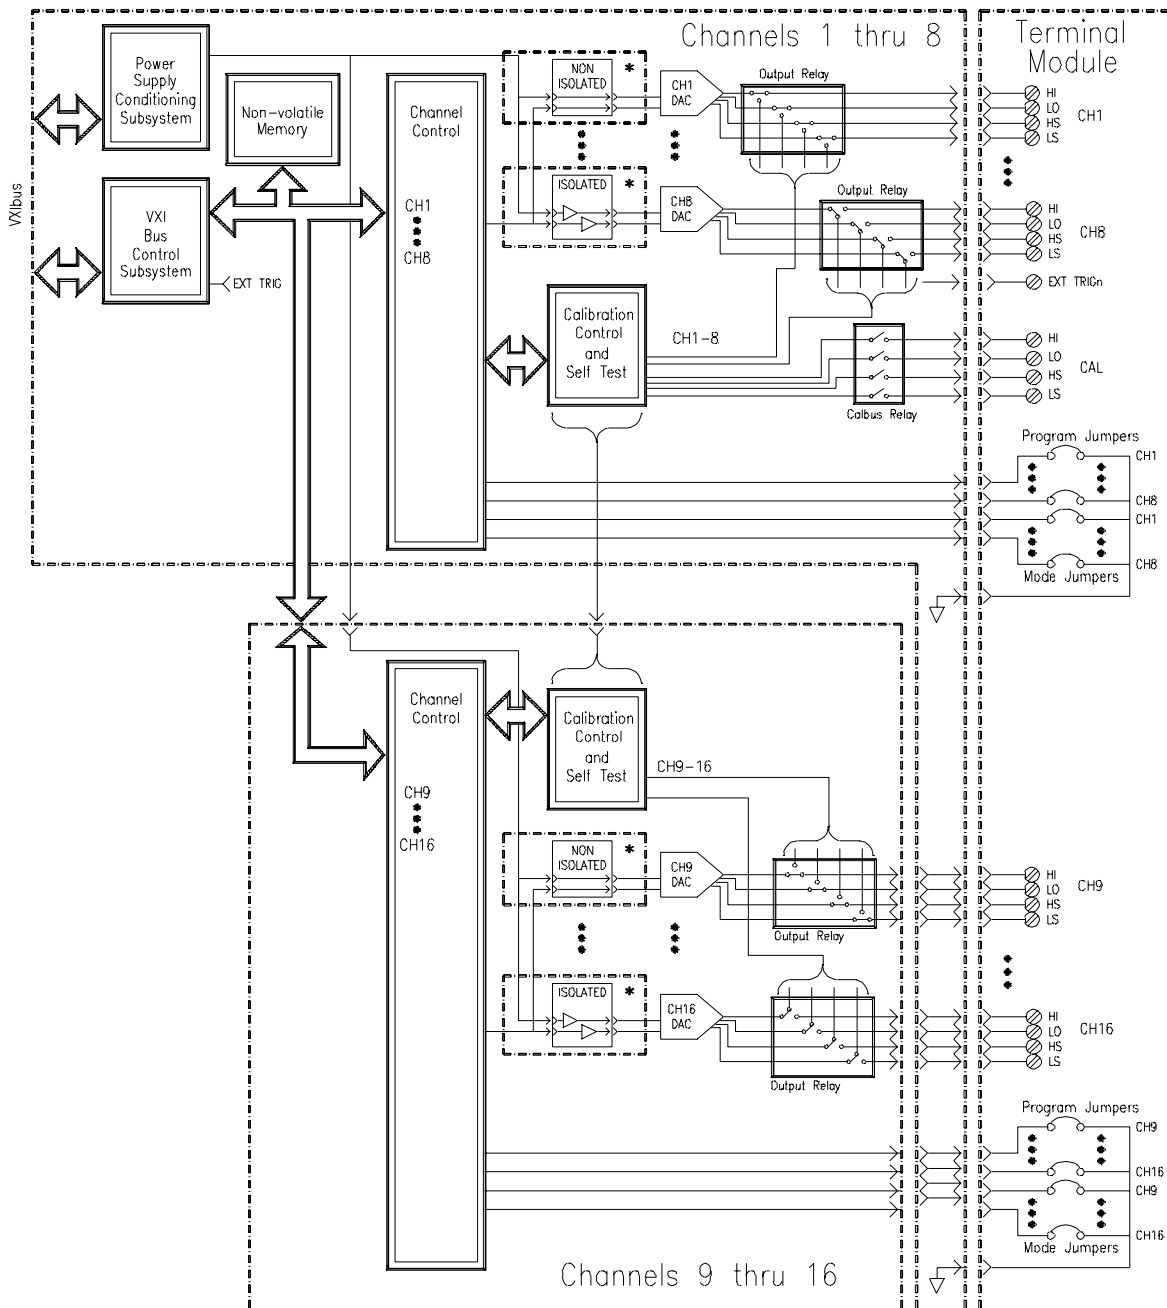 Channels 1 thru 8
Terminal
Module
VXIbus
Power
Supply
Conditioning
Subsystem
Non-volatile
Memory
VXI
Bus
Control
Subsystem
EXT TRIG
Channel
Control
CH1
CH8
NON
ISOLATED
*
CH1
DAC
Output Relay
HI
LO
HS
LS
CH1
ISOLATED
*
CH8
DAC
Output Relay
HI
LO
HS
LS
CH8
EXT TRIGn
Calibration
Control
and
Self Test
CH1-8
Calbus Relay
HI
LO
HS
LS
CAL
Program Jumpers
CH1
CH8
CH1
CH8
Mode Jumpers
Channel
Control
CH9
CH16
Calibration
Control
and
Self Test
CH9-16
NON
ISOLATED
*
CH9
DAC
Output Relay
HI
LO
HS
LS
CH9
ISOLATED
*
CH16
DAC
Output Relay
HI
LO
HS
LS
CH16
Program Jumpers
CH9
CH16
CH9
CH16
Mode Jumpers
Channels 9 thru 16